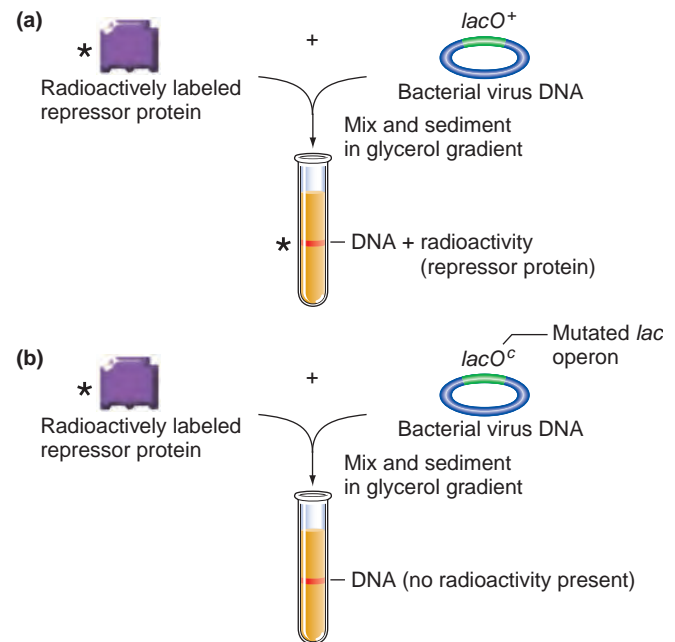 (a)
*
+
lacO+
Radioactively labeled
repressor protein
Bacterial virus DNA
Mix and sediment
in glycerol gradient
*
DNA + radioactivity
(repressor protein)
(b)
*
+
lacOc
Mutated lac
operon
Radioactively labeled
repressor protein
Bacterial virus DNA
Mix and sediment
in glycerol gradient
DNA (no radioactivity present)